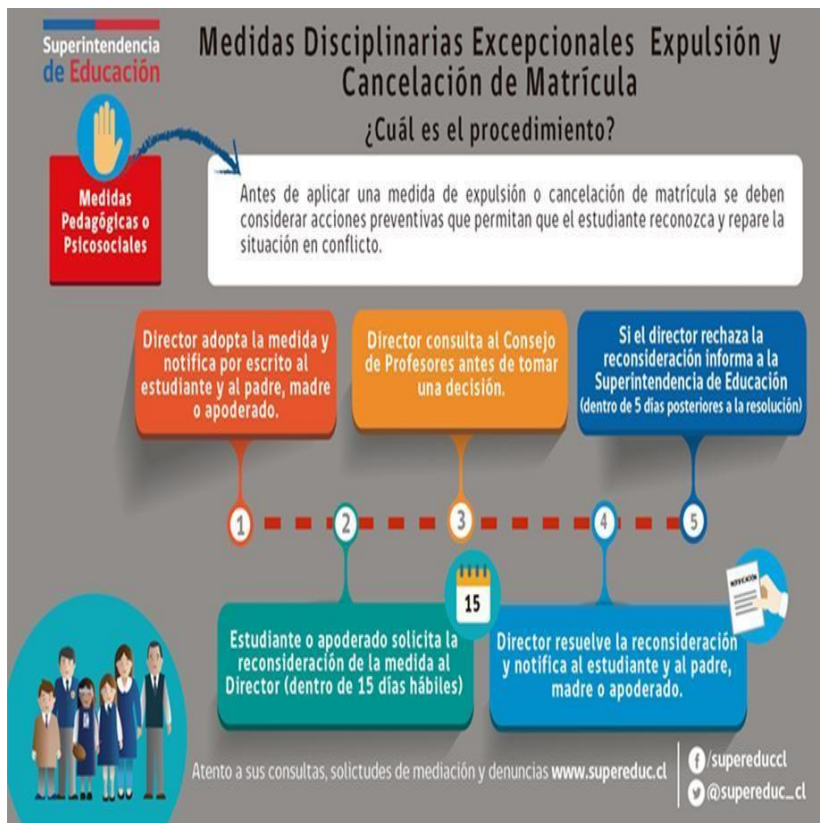 Superintendencia
de Educación
Medidas Disciplinarias Excepcionales Expulsión y
Cancelación de Matrícula
¿Cuál es el procedimiento?
Medidas
Pedagógicas o
Psicosociales
Antes de aplicar una medida de expulsión o cancelación de matrícula se deben
considerar acciones preventivas que permitan que el estudiante reconozca y repare la
situación en conflicto.
Director adopta la medida y
notifica por escrito al
estudiante y al padre, madre
o apoderado.
1
Estudiante o apoderado solicita la
reconsideración de la medida al
Director (dentro de 15 días hábiles)
2
15
Director consulta al Consejo
de Profesores antes de tomar
una decisión.
3
Director resuelve la reconsideración
y notifica al estudiante y al padre,
madre o apoderado.
4
NOTIFICACIÓN
Si el director rechaza la
reconsideración informa a la
Superintendencia de Educación
(dentro de 5 días posteriores a la resolución)
5
Atento a sus consultas, solictudes de mediación y denuncias www.supereduc.cl
/supereduccl
@supereduc_cl